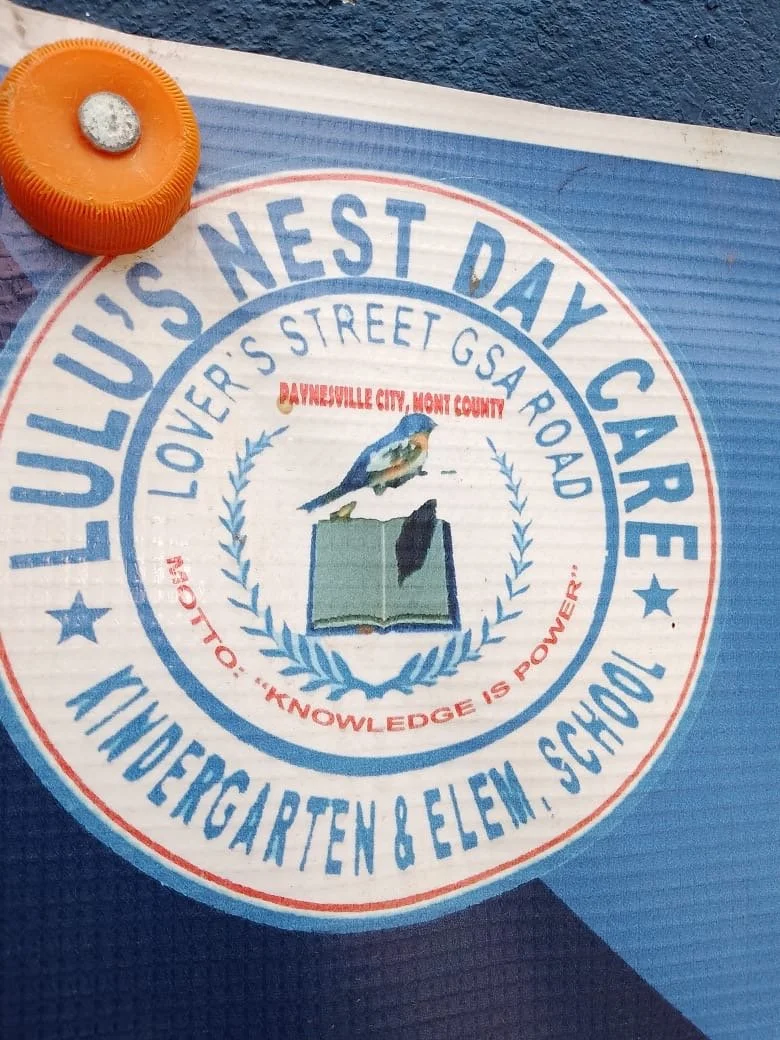 LULU'S NEST DAY CARE
LOVER'S STREET GSA ROAD
PAYNESVILLE CITY, MONT COUNTY
MOTTO: "KNOWLEDGE IS POWER"
KINDERGARTEN & ELEM. SCHOOL